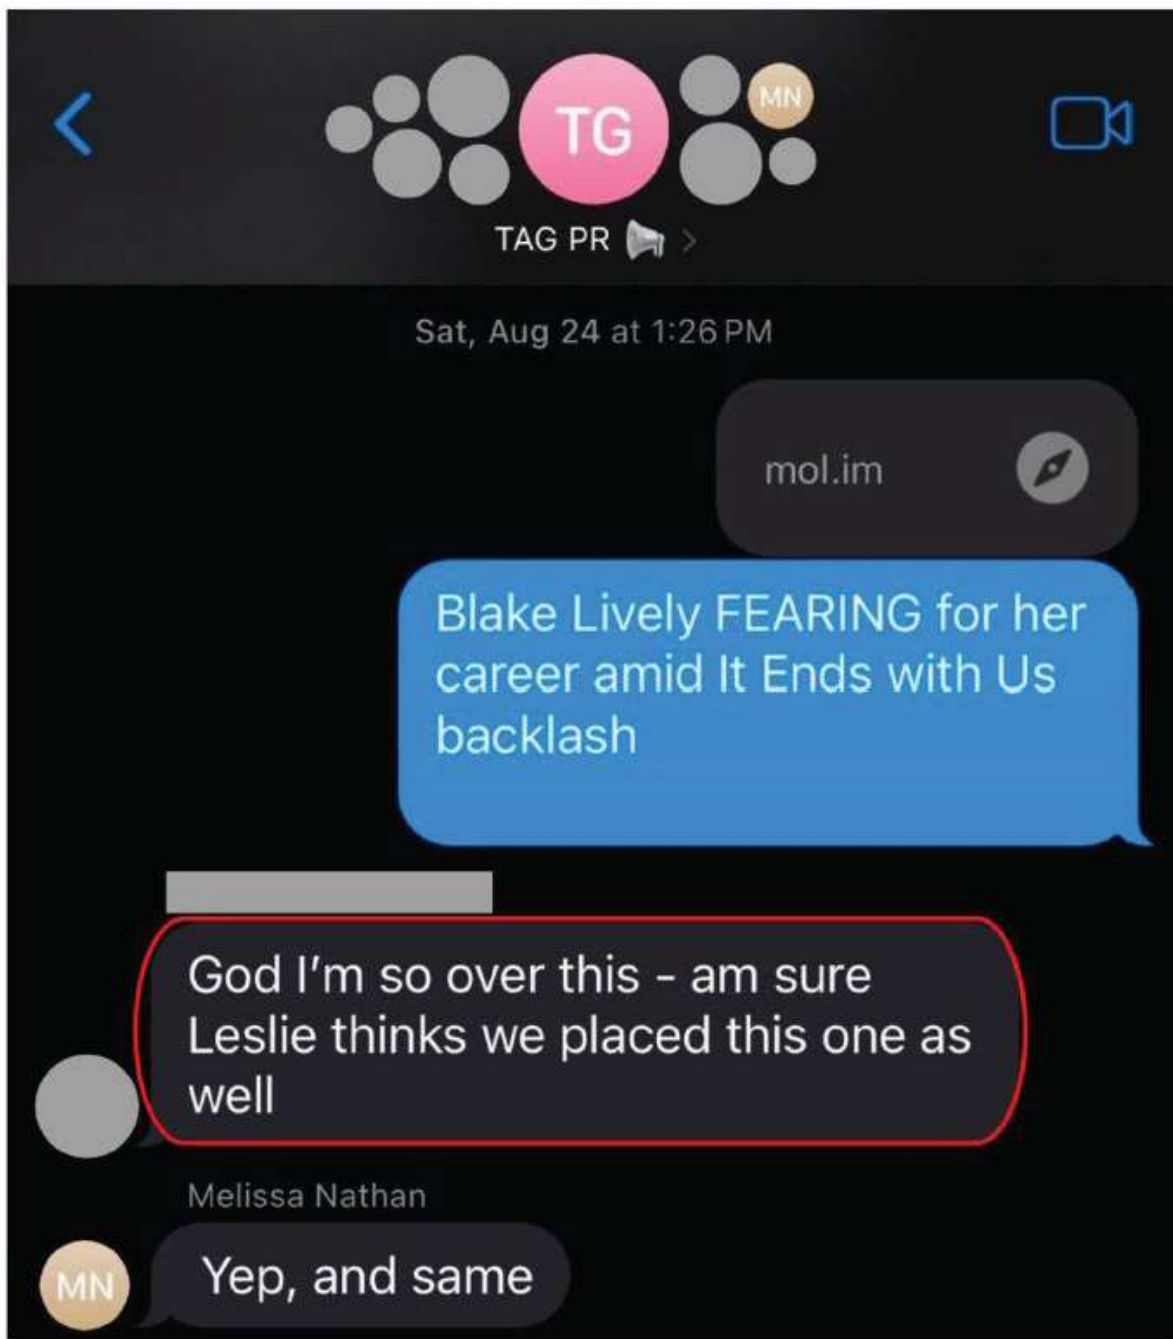 MN
TG
TAG PR
Sat, Aug 24 at 1:26 PM
mol.im
Blake Lively FEARING for her
career amid It Ends with Us
backlash
God I'm so over this - am sure
Leslie thinks we placed this one as
well
Melissa Nathan
MN
Yep, and same